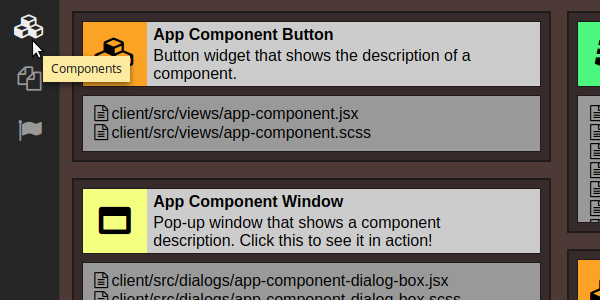 Components
App Component Button
Button widget that shows the description of a
component.
client/src/views/app-component.jsx
client/src/views/app-component.scss
App Component Window
Pop-up window that shows a component
description. Click this to see it in action!
client/src/dialogs/app-component-dialog-box.jsx
client/src/dialogs/app-component-dialog-box.scss